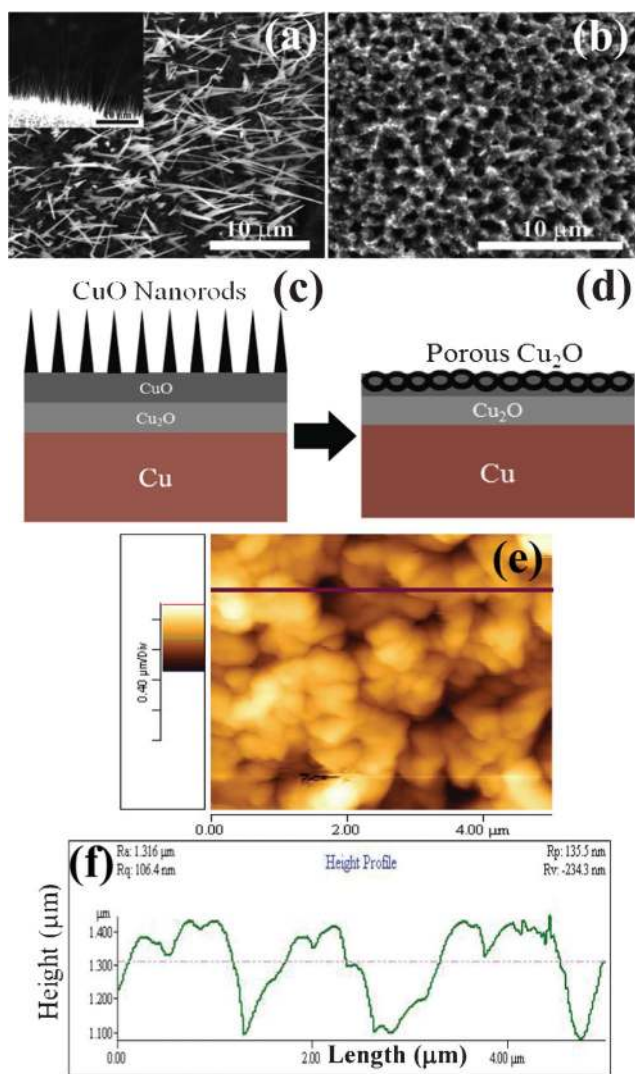 (a)
(b)
10 μm
10 μm
10 μm
(c)
(d)
CuO Nanorods
Porous Cu2O
CuO
Cu2O
Cu2O
Cu
Cu
(e)
0.40 μm/Div
0.00 2.00 4.00 μm
(f)
Ra: 1.316 μm
Rq: 106.4 nm
Height Profile
Rp: 135.5 nm
Rv: -234.3 nm
μm
1.400
1.300
1.200
1.100
Height (μm)
0.00 2.00 4.00 μm
Length (μm)